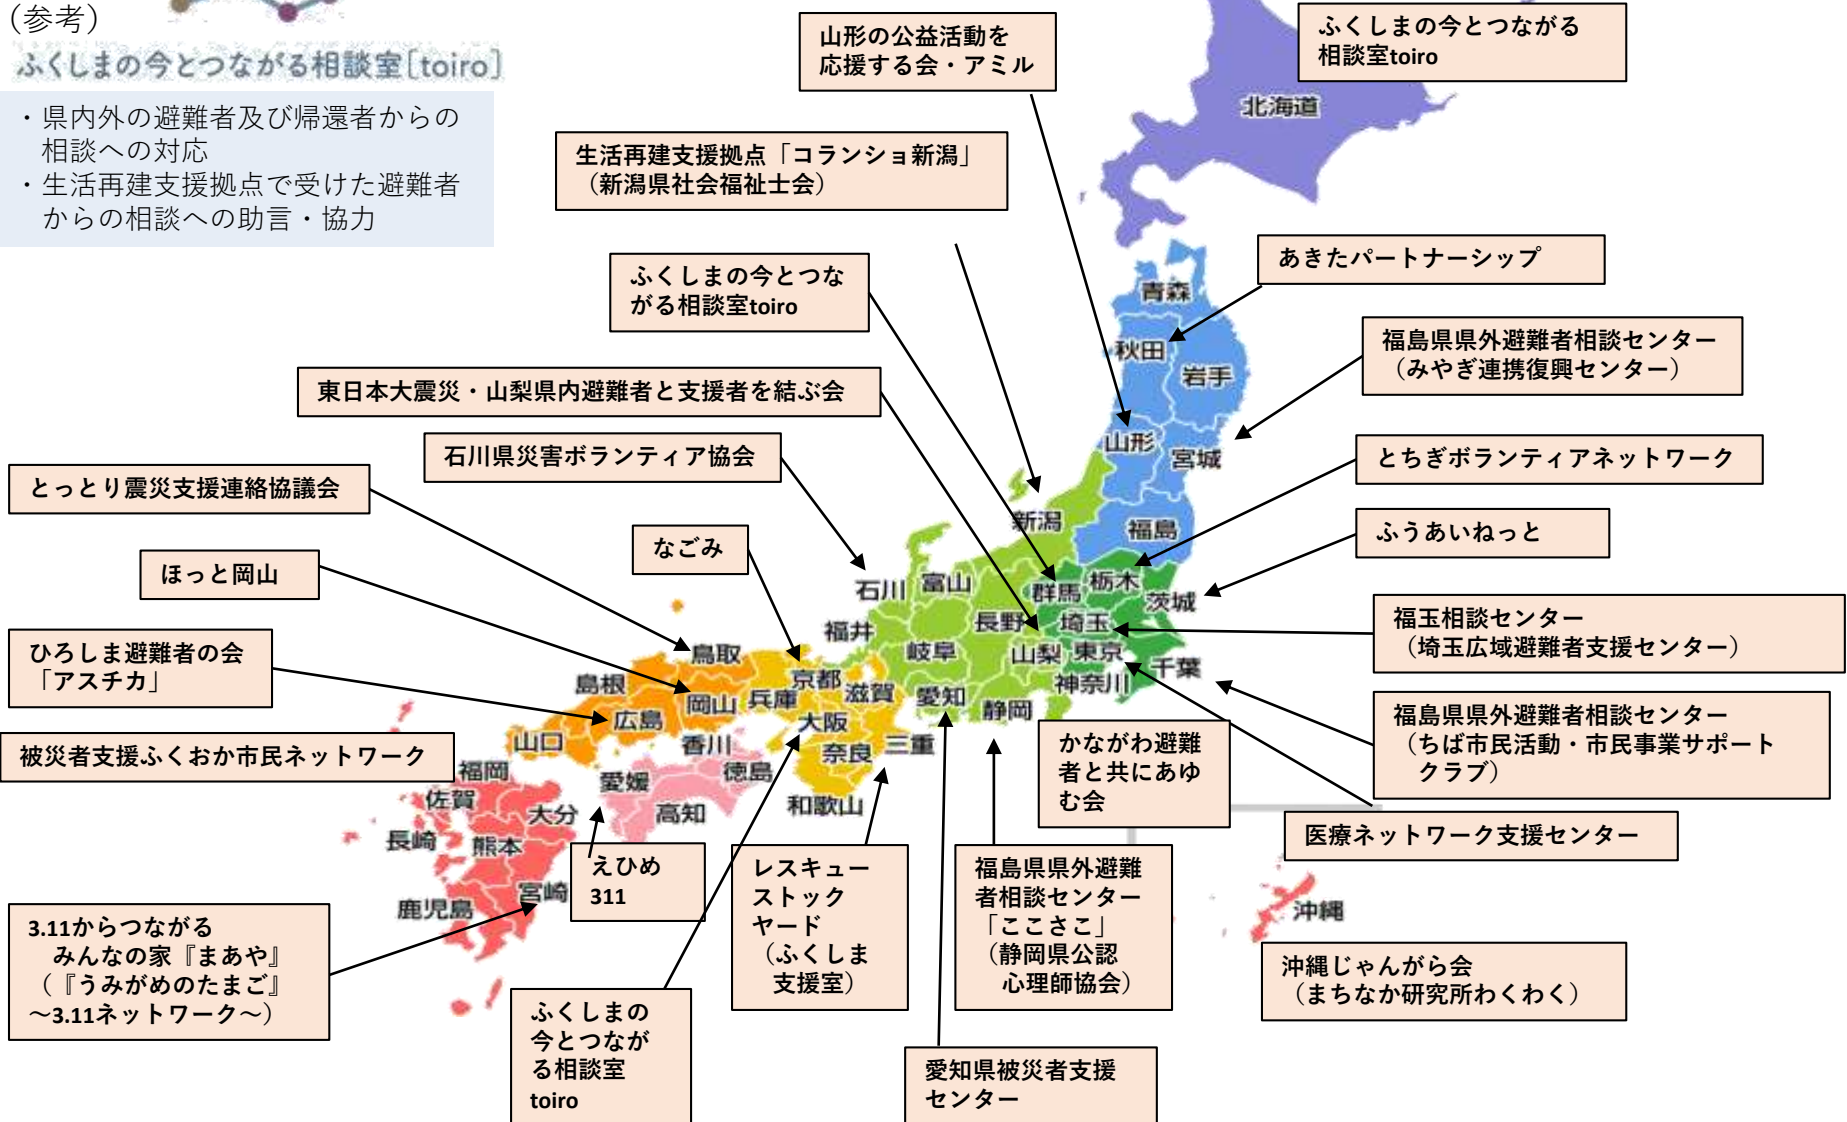 （参考）
ふくしまの今とつながる相談室[toiro]
・県内外の避難者及び帰還者からの
相談への対応
・生活再建支援拠点で受けた避難者
からの相談への助言・協力
山形の公益活動を
応援する会・アミル
ふくしまの今とつながる
相談室toiro
北海道
生活再建支援拠点「コランショ新潟」
（新潟県社会福祉士会）
ふくしまの今とつな
がる相談室toiro
あきたパートナーシップ
青森
秋田
岩手
福島県県外避難者相談センター
（みやぎ連携復興センター）
東日本大震災・山梨県内避難者と支援者を結ぶ会
山形
宮城
石川県災害ボランティア協会
とちぎボランティアネットワーク
とっとり震災支援連絡協議会
新潟
福島
ふうあいねっと
なごみ
ほっと岡山
石川
富山
群馬
栃木
茨城
長野
埼玉
福玉相談センター
（埼玉広域避難者支援センター）
ひろしま避難者の会
「アスチカ」
福井
岐阜
山梨
東京
千葉
鳥取
島根
岡山
兵庫
京都
滋賀
愛知
静岡
神奈川
広島
大阪
福島県県外避難者相談センター
（ちば市民活動・市民事業サポート
クラブ）
被災者支援ふくおか市民ネットワーク
山口
香川
奈良
三重
かながわ避難
者と共にあゆ
む会
福岡
愛媛
徳島
佐賀
大分
高知
和歌山
長崎
熊本
医療ネットワーク支援センター
えひめ
311
レスキュー
ストック
ヤード
（ふくしま
支援室）
福島県県外避難
者相談センター
「ここさこ」
（静岡県公認
心理師協会）
宮崎
鹿児島
沖縄
3.11からつながる
みんなの家『まあや』
（『うみがめのたまご』
～3.11ネットワーク～）
沖縄じゃんがら会
（まちなか研究所わくわく）
ふくしまの
今とつなが
る相談室
toiro
愛知県被災者支援
センター